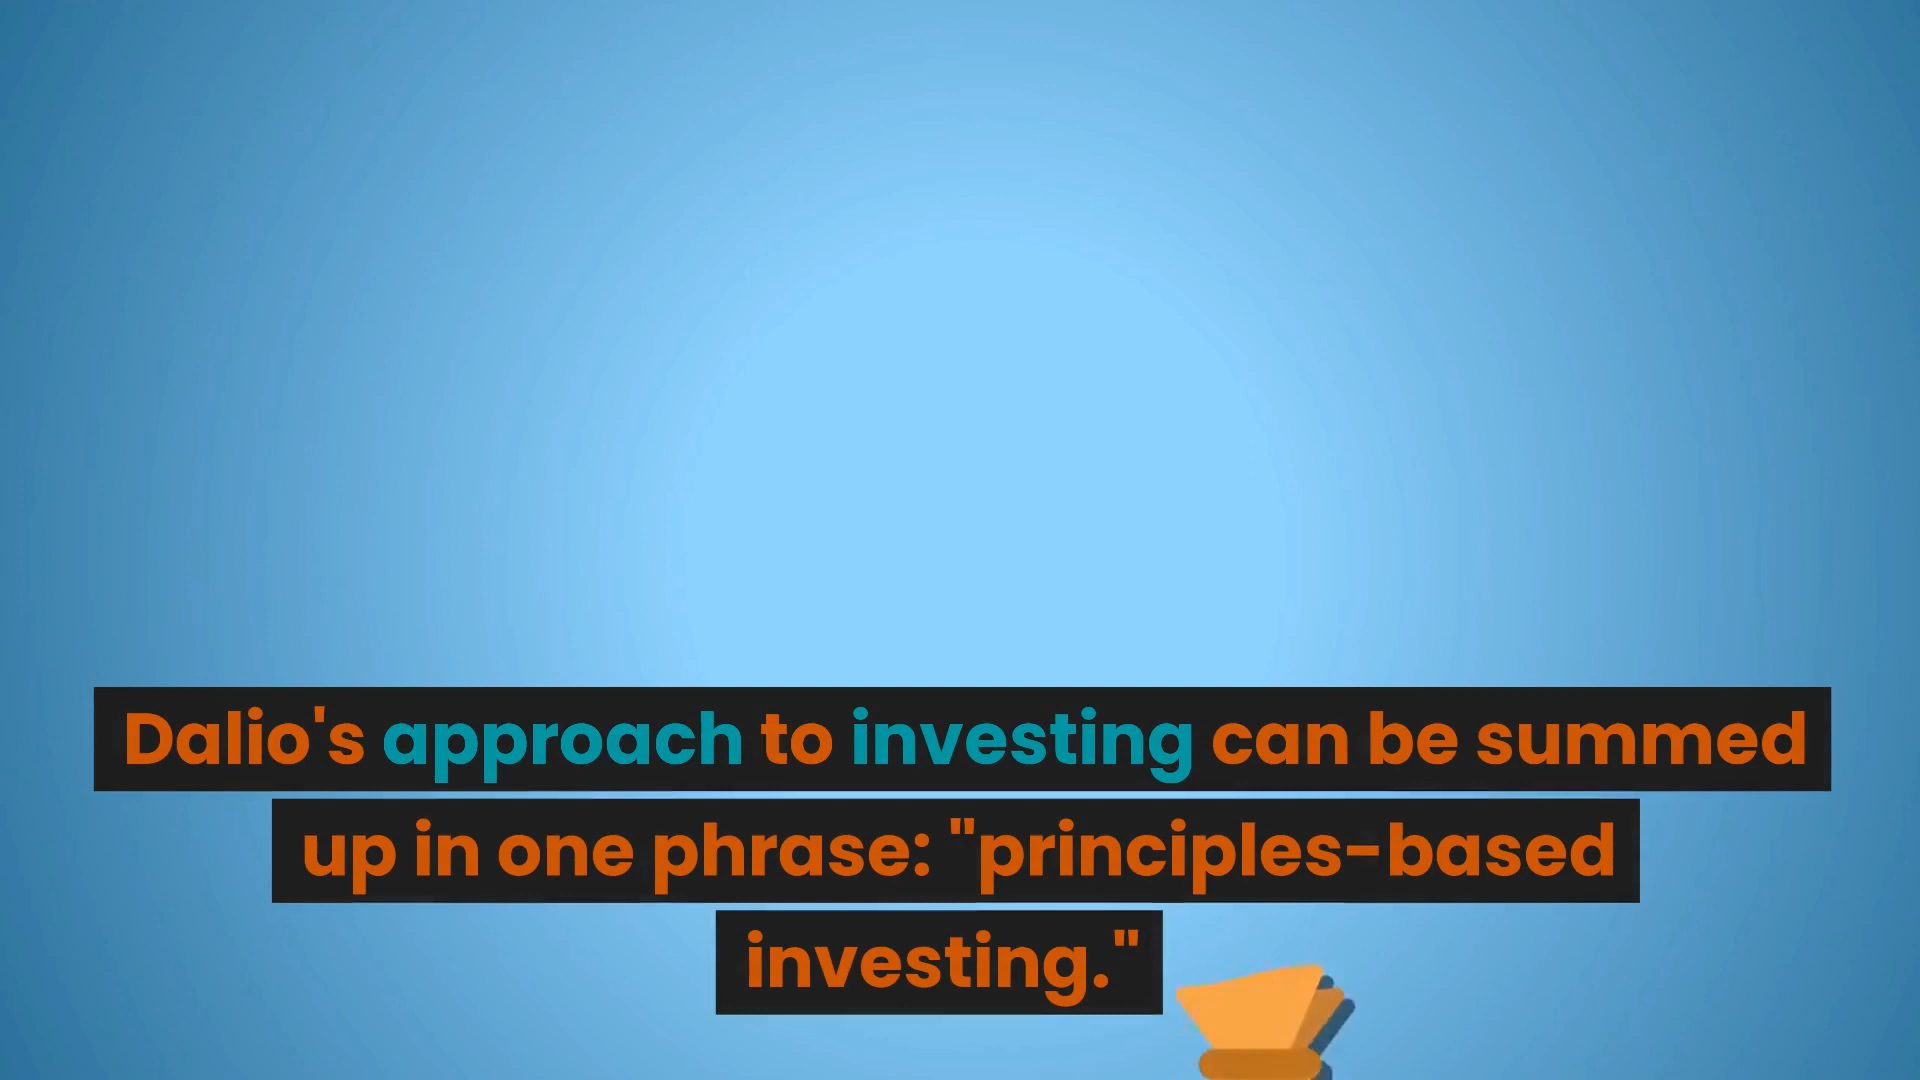 Dalio's approach to investing can be summed
up in one phrase: "principles-based
investing."